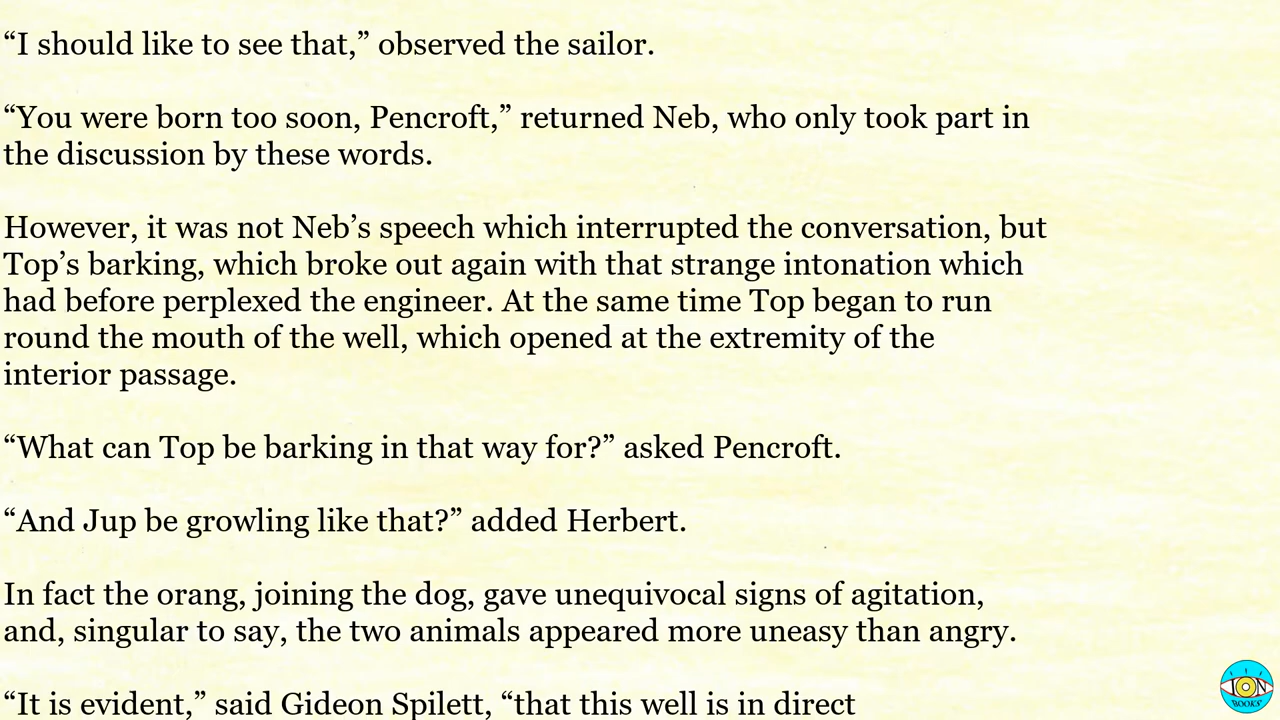 “I should like to see that,” observed the sailor.
“You were born too soon, Pencroft,” returned Neb, who only took part in
the discussion by these words.
However, it was not Neb’s speech which interrupted the conversation, but
Top’s barking, which broke out again with that strange intonation which
had before perplexed the engineer. At the same time Top began to run
round the mouth of the well, which opened at the extremity of the
interior passage.
“What can Top be barking in that way for?” asked Pencroft.
“And Jup be growling like that?” added Herbert.
In fact the orang, joining the dog, gave unequivocal signs of agitation,
and, singular to say, the two animals appeared more uneasy than angry.
“It is evident,” said Gideon Spilett, “that this well is in direct
ION
BOOKS